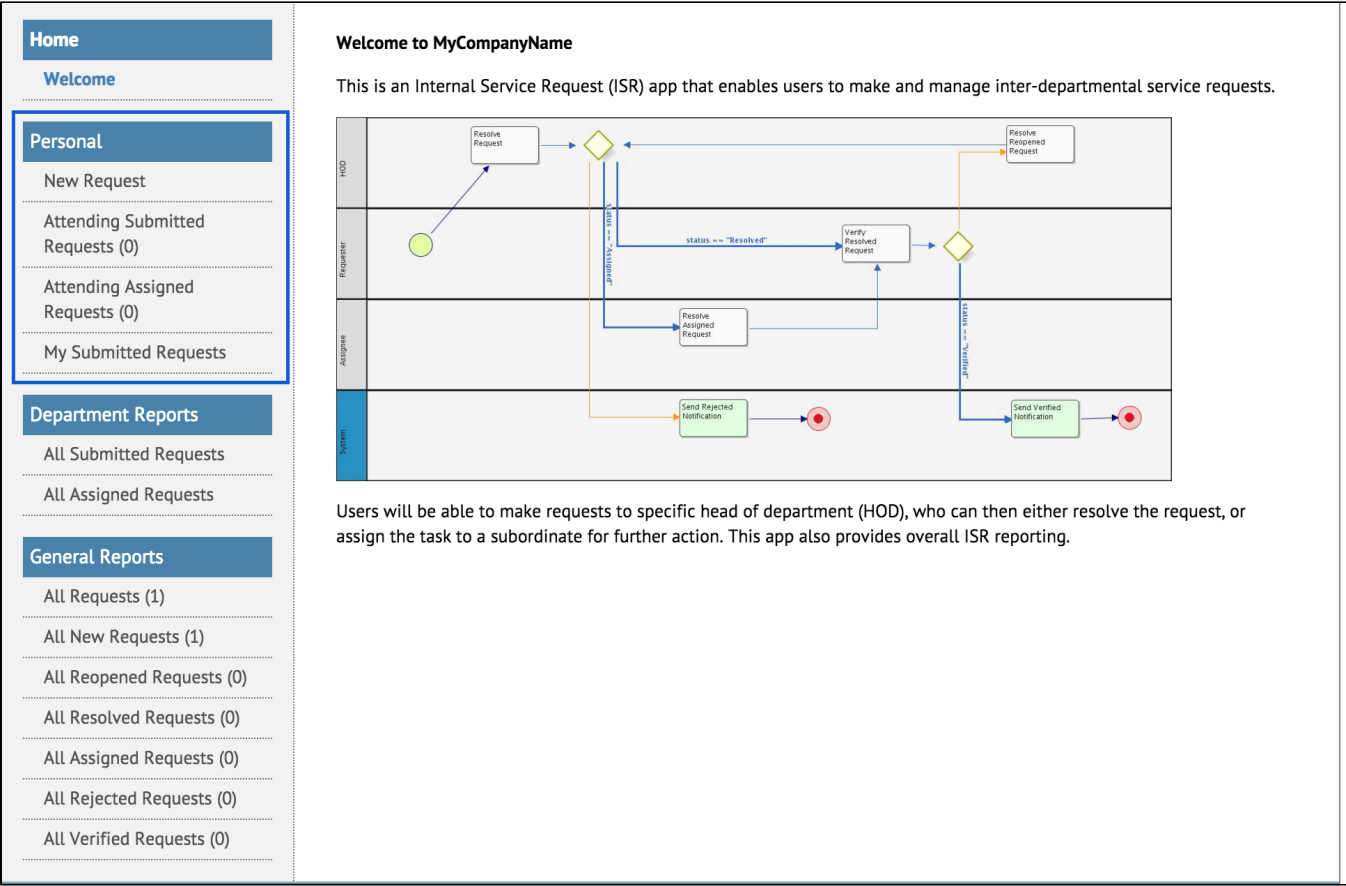 Home
Welcome
Personal
New Request
Attending Submitted
Requests (0)
Attending Assigned
Requests (0)
My Submitted Requests
Department Reports
All Submitted Requests
All Assigned Requests
General Reports
All Requests (1)
All New Requests (1)
All Reopened Requests (0)
All Resolved Requests (0)
All Assigned Requests (0)
All Rejected Requests (0)
All Verified Requests (0)
Welcome to MyCompanyName
This is an Internal Service Request (ISR) app that enables users to make and manage inter-departmental service requests.
HOD
Resolve
Request
Resolve
Reopened
Request
Requester
status == "Assigned"
status == "Resolved"
Verify
Resolved
Request
Assignee
Resolve
Assigned
Request
status == "Verified"
System
Send Rejected
Notification
Send Verified
Notification
Users will be able to make requests to specific head of department (HOD), who can then either resolve the request, or
assign the task to a subordinate for further action. This app also provides overall ISR reporting.